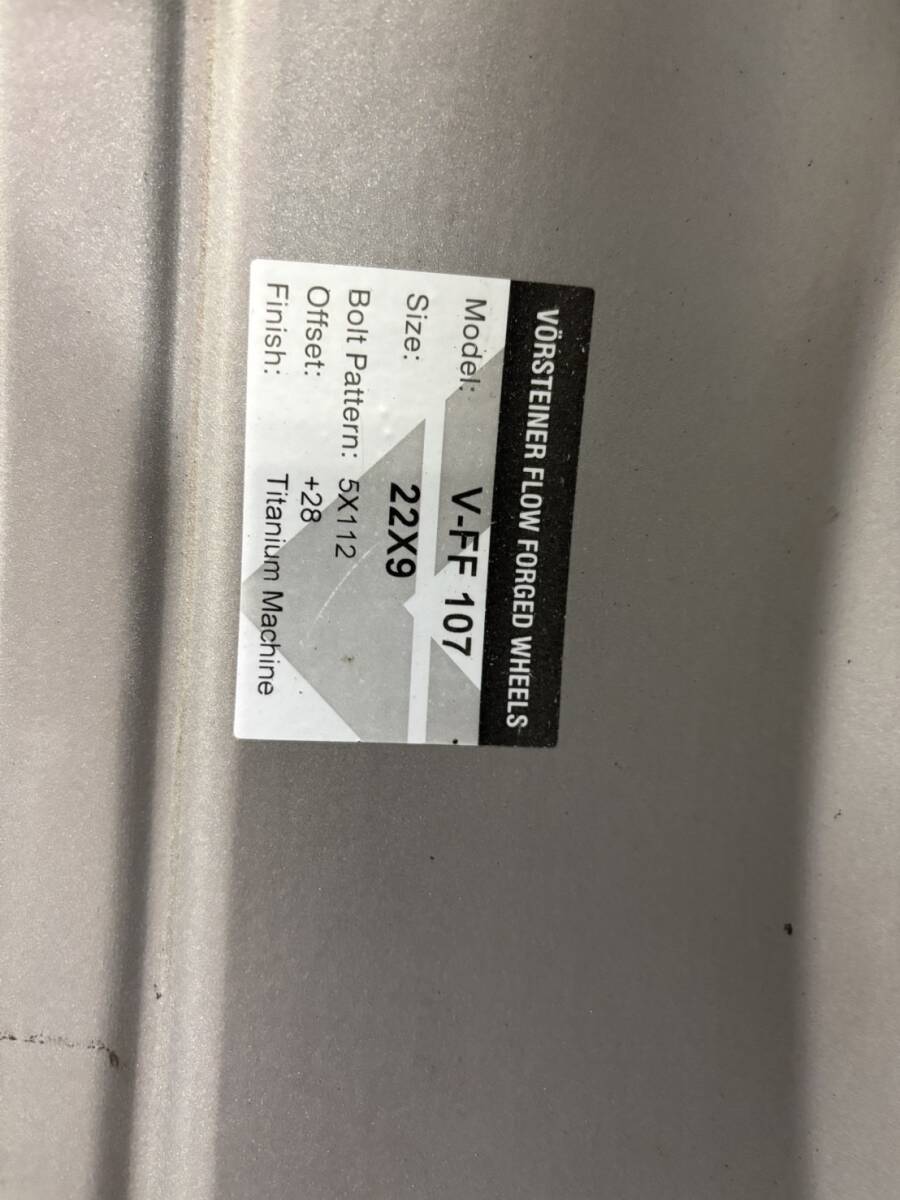 VÖRSTEINER FLOW FORGED WHEELS
Model: V-FF 107
Size: 22X9
Bolt Pattern: 5X112
Offset: +28
Finish: Titanium Machine